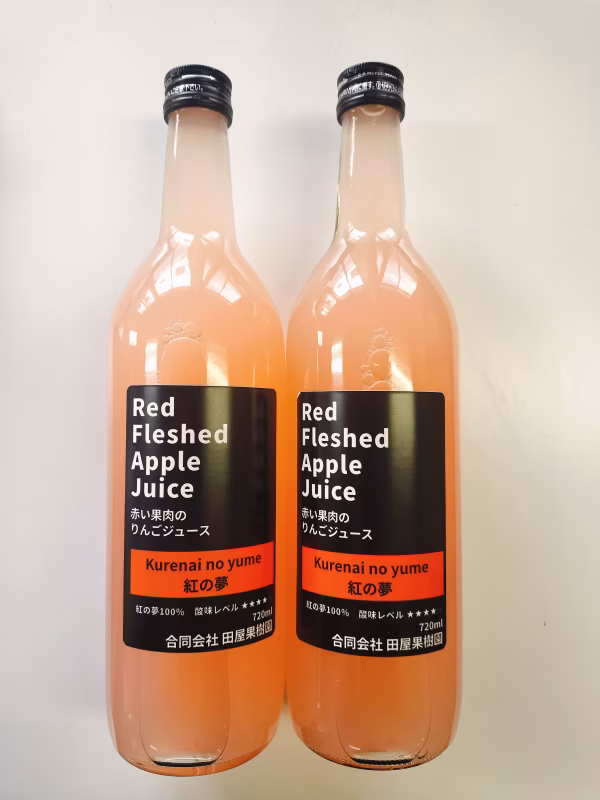 Red
Fleshed
Apple
Juice
赤い果肉の
りんごジュース
Kurenai no yume
紅の夢
紅の夢100% 酸味レベル ★★★★
720ml
合同会社 田屋果樹園
Red
Fleshed
Apple
Juice
赤い果肉の
りんごジュース
Kurenai no yume
紅の夢
紅の夢100% 酸味レベル ★★★★
720ml
合同会社 田屋果樹園